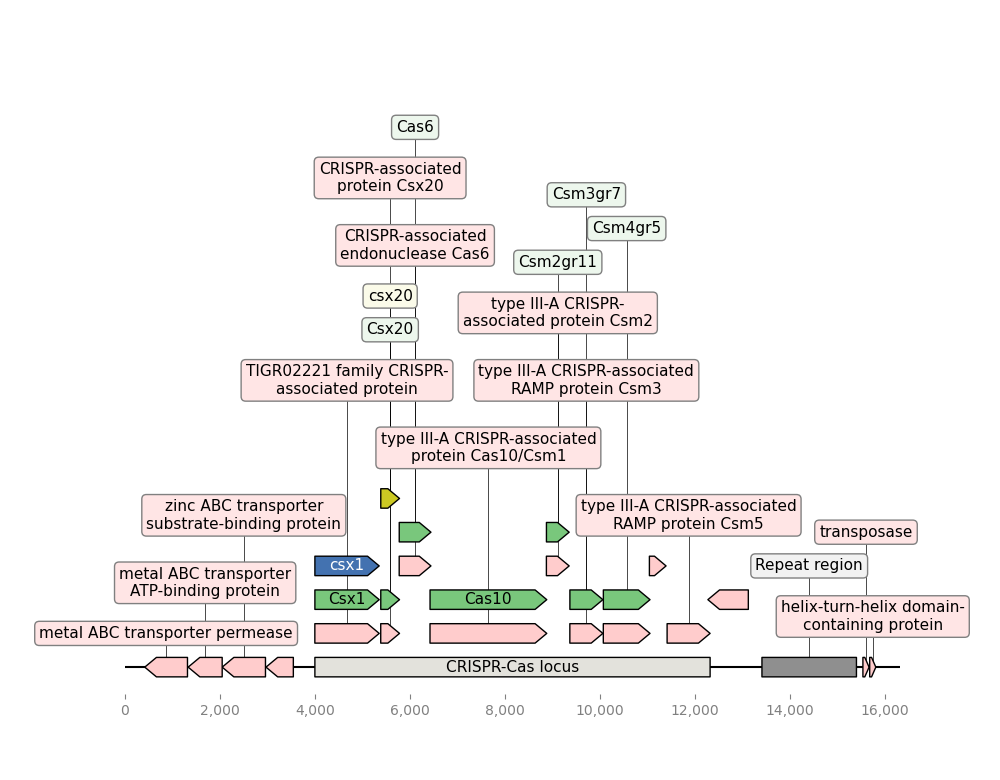 Cas6
CRISPR-associated
protein Csx20
Csm3gr7
Csm4gr5
CRISPR-associated
endonuclease Cas6
Csm2gr11
csx20
type III-A CRISPR-
associated protein Csm2
Csx20
TIGR02221 family CRISPR-
associated protein
type III-A CRISPR-associated
RAMP protein Csm3
type III-A CRISPR-associated
protein Cas10/Csm1
zinc ABC transporter
substrate-binding protein
type III-A CRISPR-associated
RAMP protein Csm5
transposase
csx1
Repeat region
metal ABC transporter
ATP-binding protein
Csx1
Cas10
helix-turn-helix domain-
containing protein
metal ABC transporter permease
CRISPR-Cas locus
0
2,000
4,000
6,000
8,000
10,000
12,000
14,000
16,000